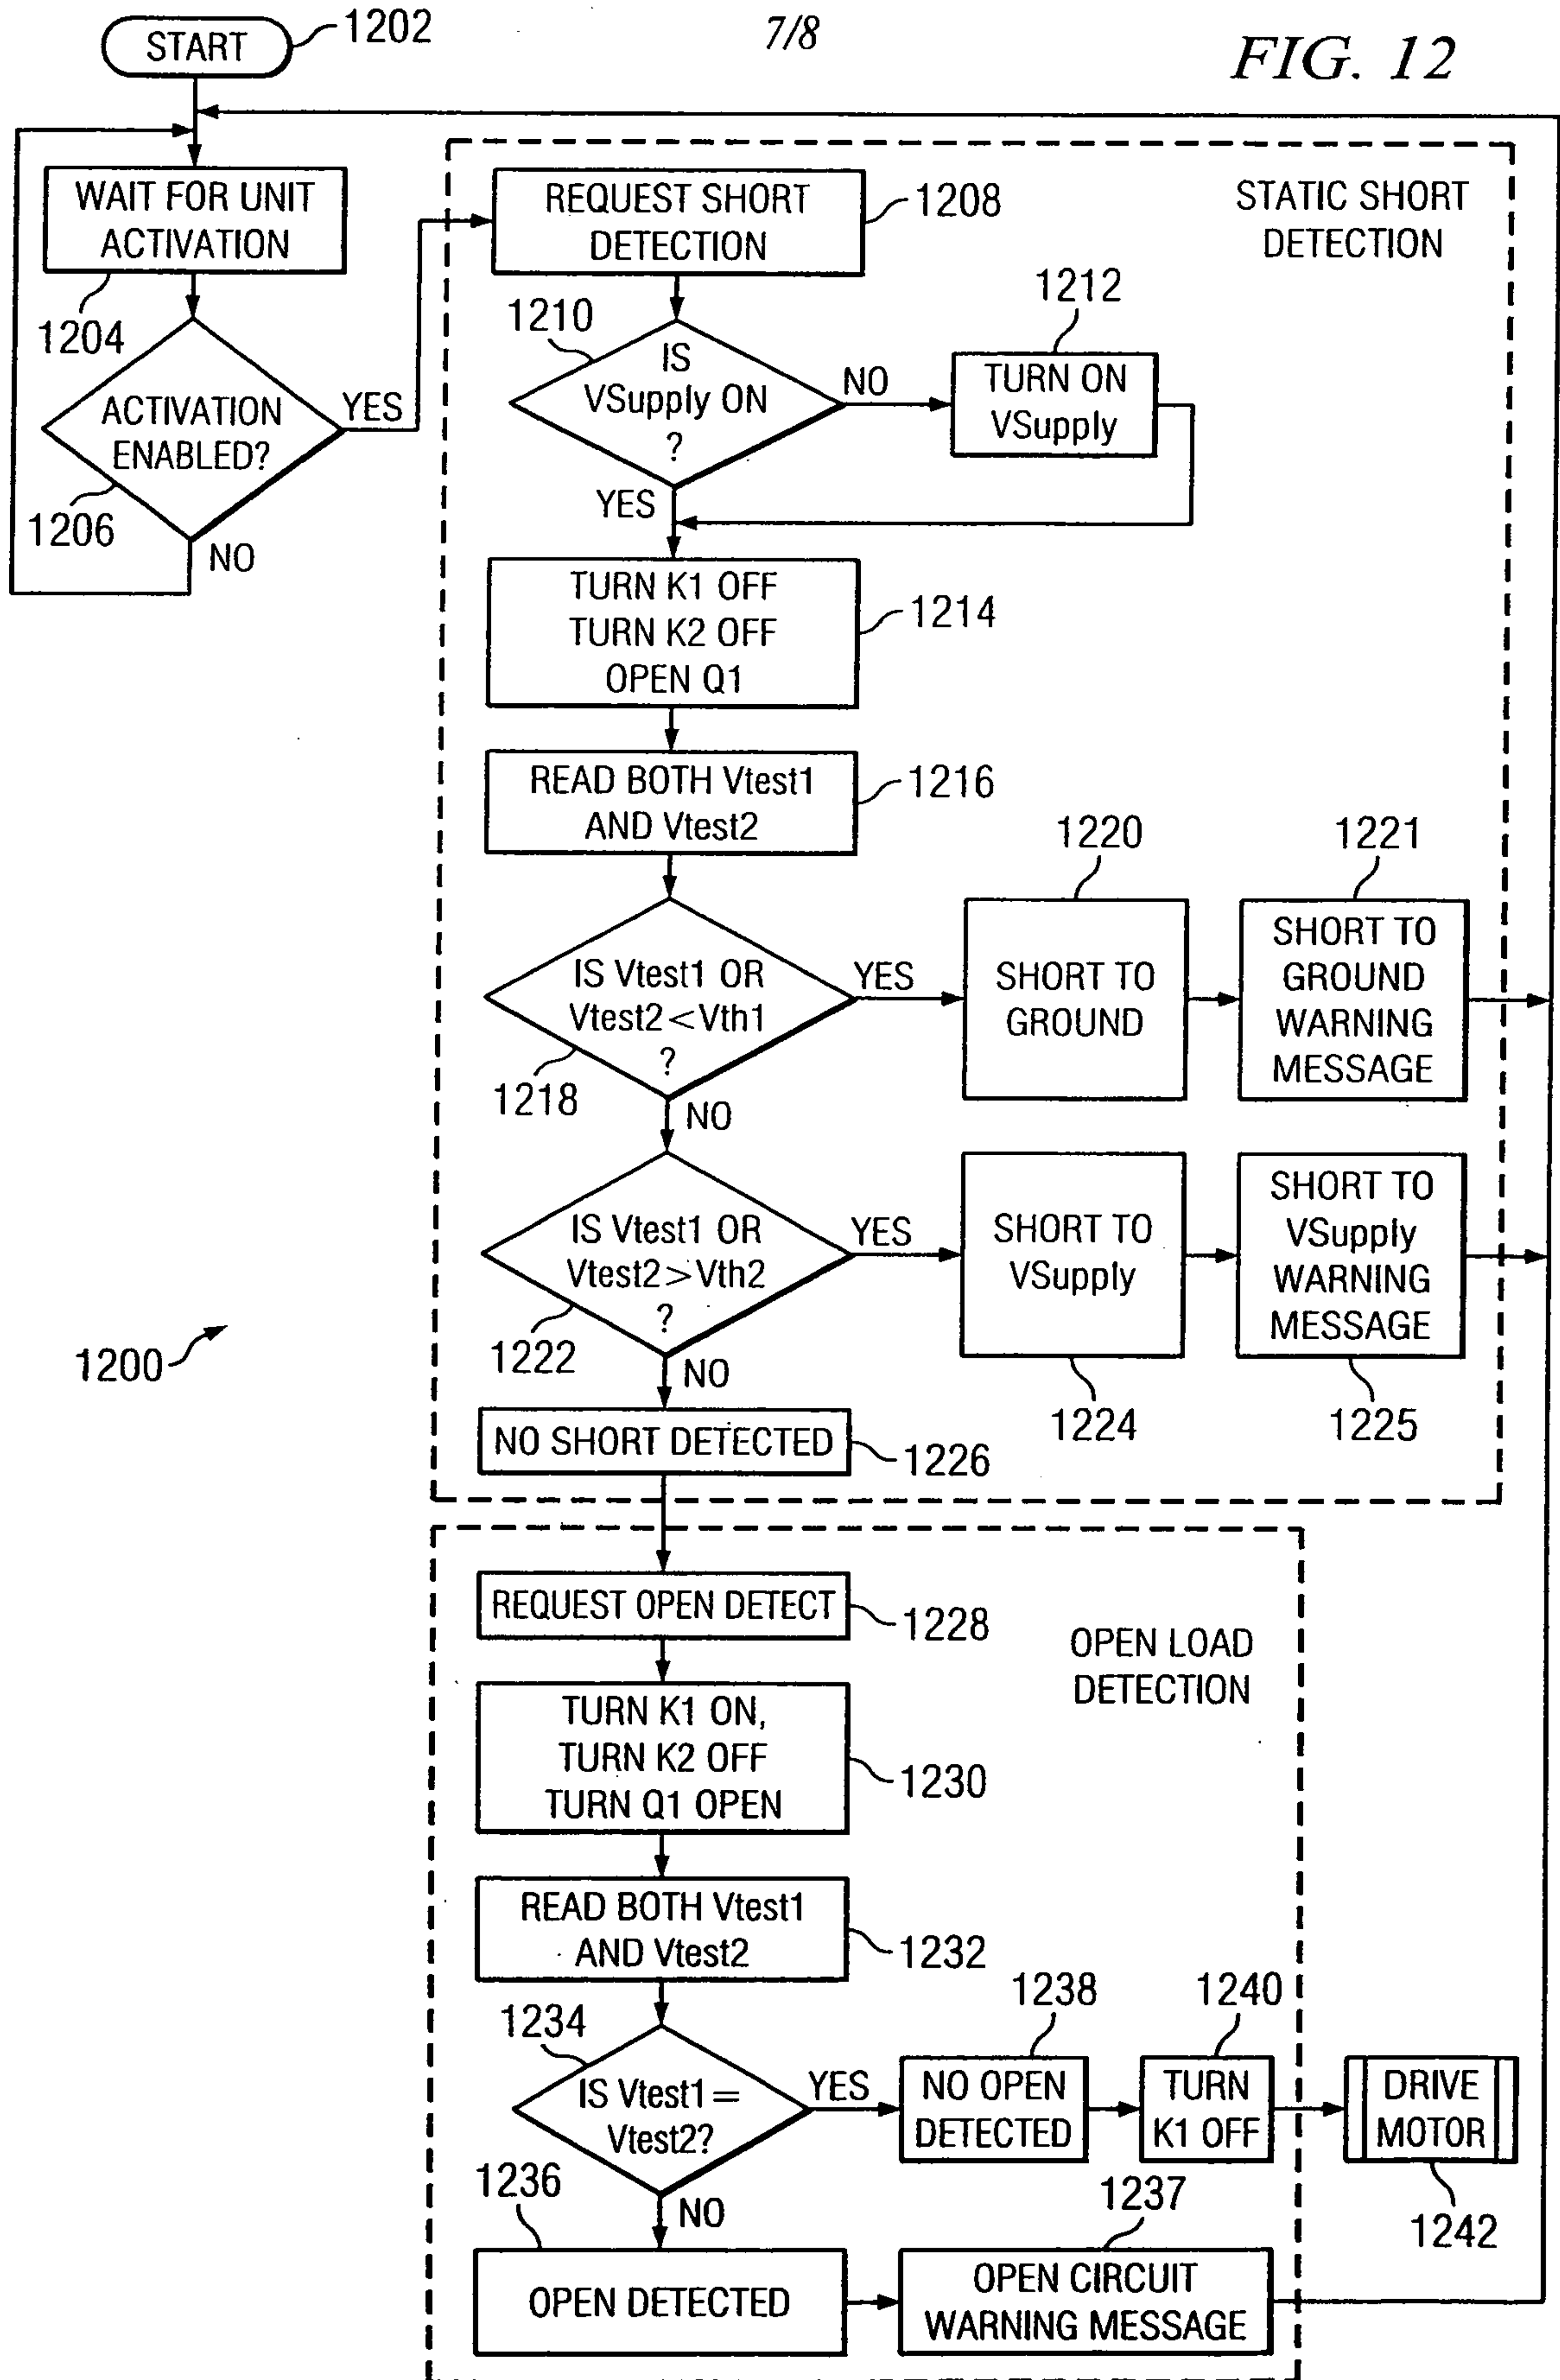 START
1202
7/8
FIG. 12
WAIT FOR UNIT
ACTIVATION
1204
ACTIVATION
ENABLED?
YES
1206
NO
REQUEST SHORT
DETECTION
1208
STATIC SHORT
DETECTION
1210
IS
VSupply ON
?
NO
1212
TURN ON
VSupply
YES
TURN K1 OFF
TURN K2 OFF
OPEN Q1
1214
READ BOTH Vtest1
AND Vtest2
1216
IS Vtest1 OR
Vtest2<Vth1
?
YES
1218
NO
1220
SHORT TO
GROUND
1221
SHORT TO
GROUND
WARNING
MESSAGE
IS Vtest1 OR
Vtest2>Vth2
?
YES
1222
NO
SHORT TO
VSupply
1224
SHORT TO
VSupply
WARNING
MESSAGE
1225
1200
NO SHORT DETECTED
1226
REQUEST OPEN DETECT
1228
OPEN LOAD
DETECTION
TURN K1 ON,
TURN K2 OFF
TURN Q1 OPEN
1230
READ BOTH Vtest1
AND Vtest2
1232
1234
IS Vtest1=
Vtest2?
YES
1238
NO OPEN
DETECTED
1240
TURN
K1 OFF
DRIVE
MOTOR
1242
1236
NO
OPEN DETECTED
1237
OPEN CIRCUIT
WARNING MESSAGE